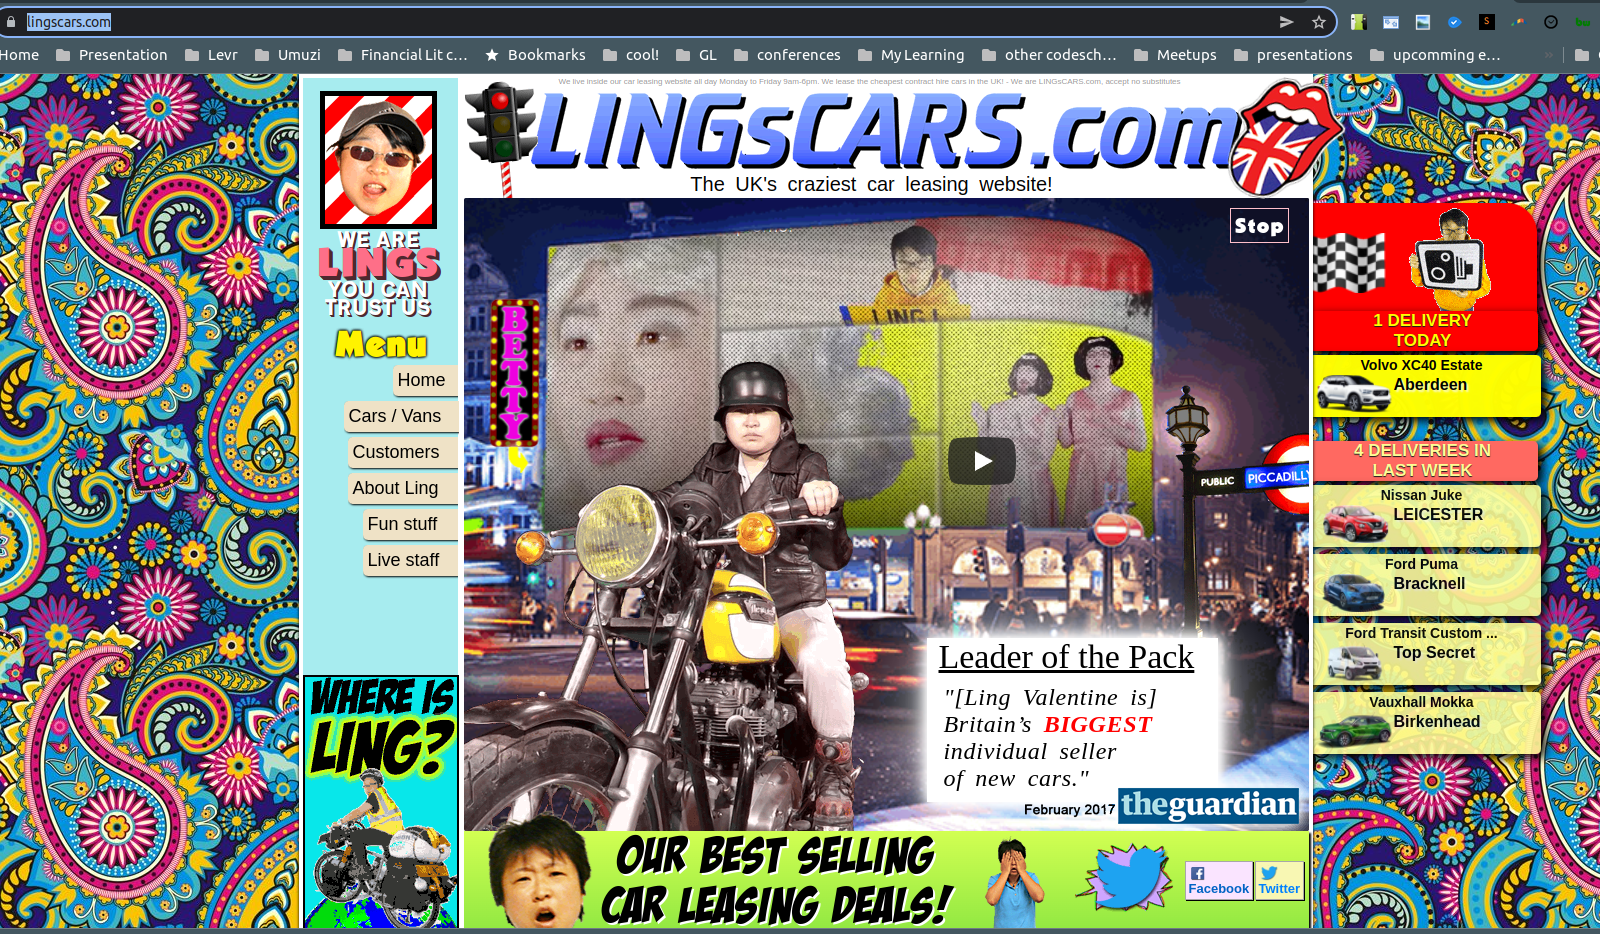 lingscars.com
Home Presentation Levr Umuzi Financial Lit c... Bookmarks cool! GL conferences My Learning other codesch... Meetups presentations upcomming e...
We live inside our car leasing website all day Monday to Friday 9am-6pm. We lease the cheapest contract hire cars in the UK! - We are LINGsCARS.com, accept no substitutes
LINGsCARS.com
The UK's craziest car leasing website!
WE ARE
LINGS
YOU CAN
TRUST US
Menu
Home
Cars / Vans
Customers
About Ling
Fun stuff
Live staff
WHERE IS
LING?
Stop
BETTY
LING !
PUBLIC
PICCADILLY
Leader of the Pack
"[Ling Valentine is]
Britain’s BIGGEST
individual seller
of new cars."
February 2017 theguardian
OUR BEST SELLING
CAR LEASING DEALS!
Facebook
Twitter
1 DELIVERY
TODAY
Volvo XC40 Estate
Aberdeen
4 DELIVERIES IN
LAST WEEK
Nissan Juke
LEICESTER
Ford Puma
Bracknell
Ford Transit Custom ...
Top Secret
Vauxhall Mokka
Birkenhead